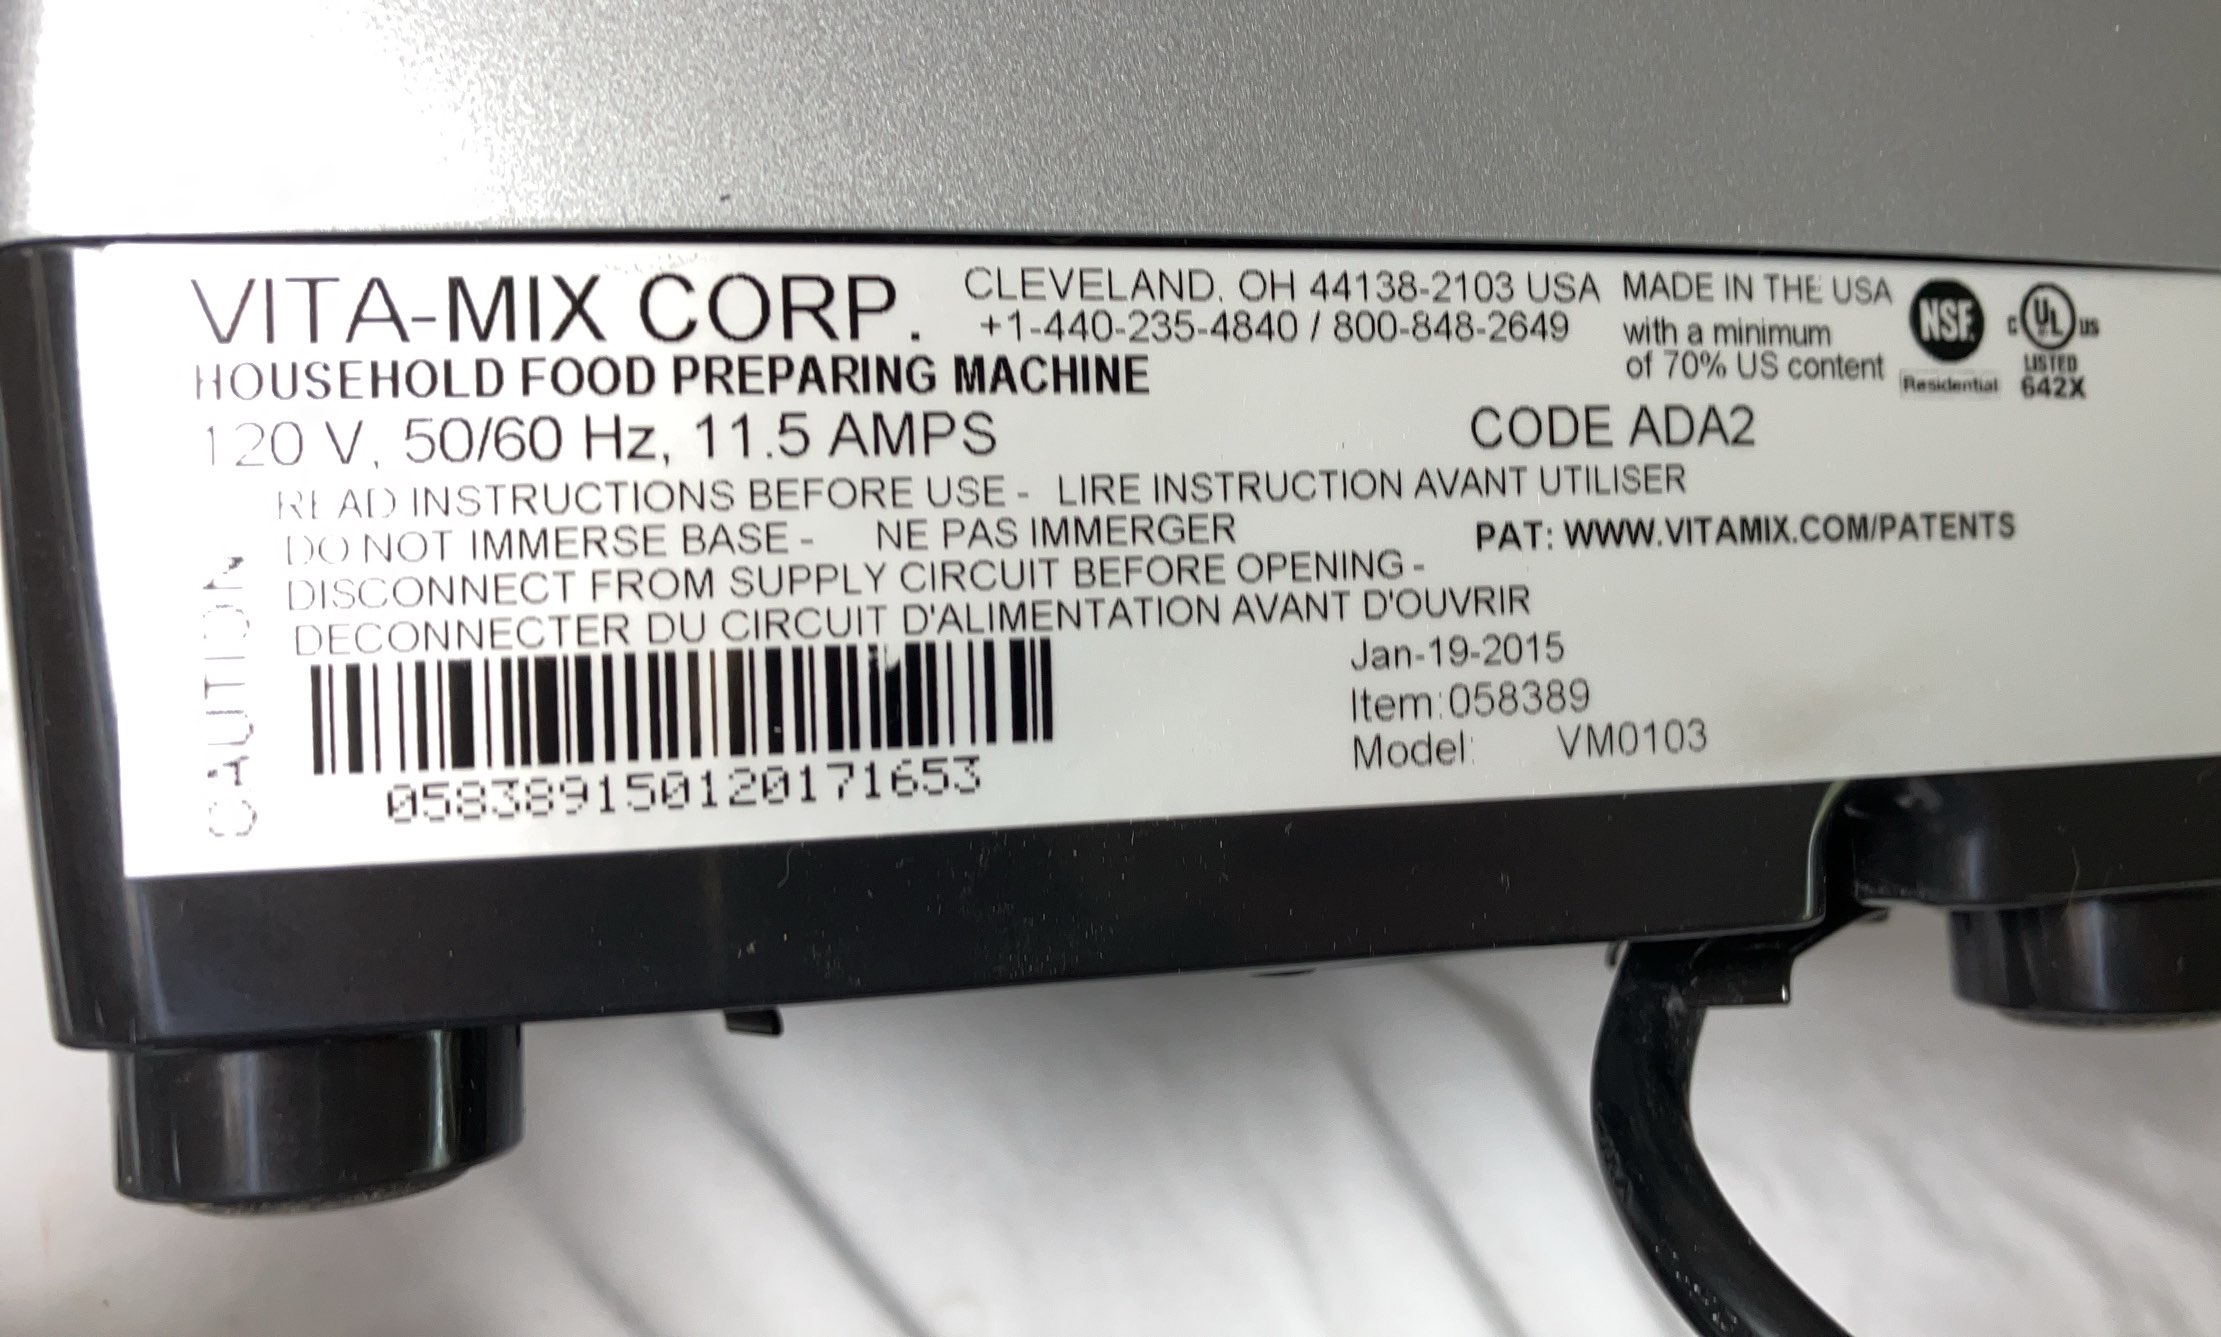 VITA-MIX CORP.
CLEVELAND, OH 44138-2103 USA
+1-440-235-4840 / 800-848-2649
MADE IN THE USA
with a minimum
of 70% US content
NSF
Residential
C UL US
LISTED
642X
HOUSEHOLD FOOD PREPARING MACHINE
120 V, 50/60 Hz, 11.5 AMPS
CODE ADA2
CAUTION
READ INSTRUCTIONS BEFORE USE - LIRE INSTRUCTION AVANT UTILISER
DO NOT IMMERSE BASE - NE PAS IMMERGER
PAT: WWW.VITAMIX.COM/PATENTS
DISCONNECT FROM SUPPLY CIRCUIT BEFORE OPENING -
DECONNECTER DU CIRCUIT D'ALIMENTATION AVANT D'OUVRIR
058389150120171653
Jan-19-2015
Item:058389
Model: VM0103